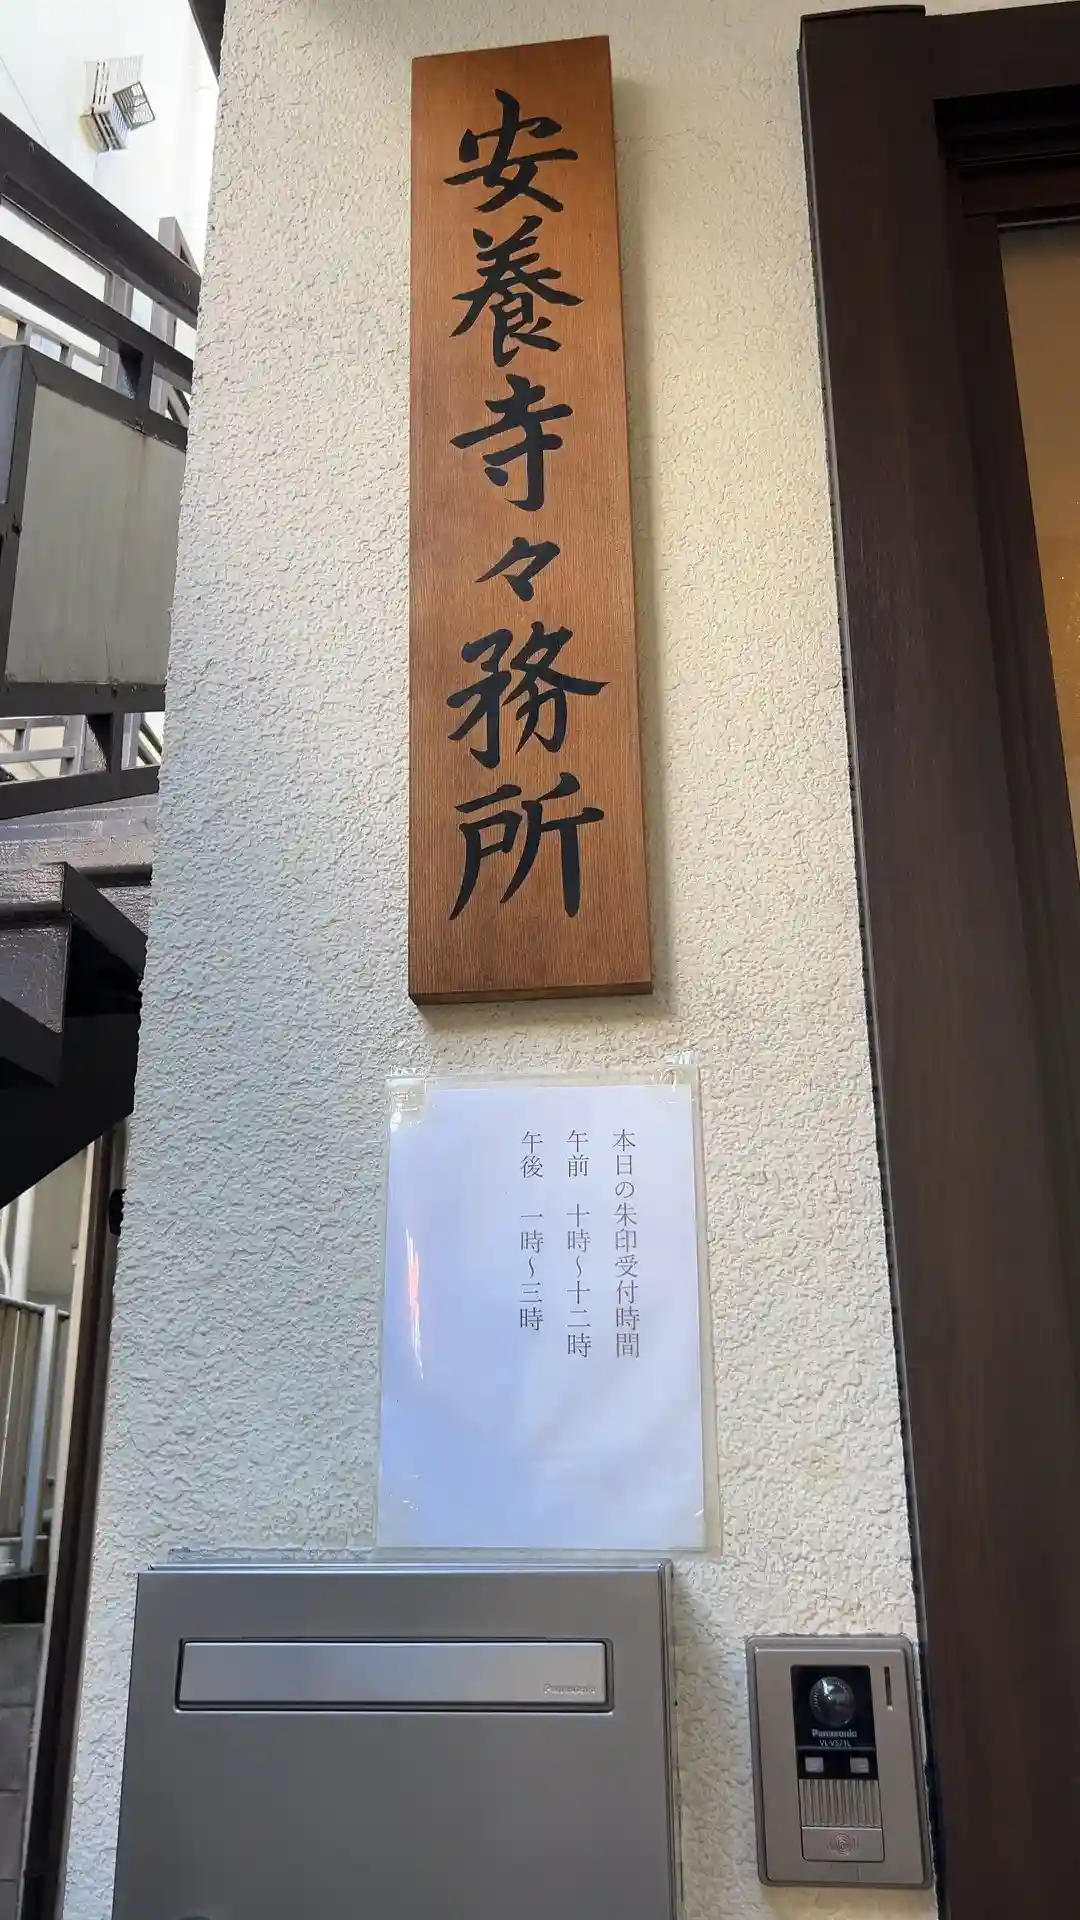 安養寺々務所
本日の朱印受付時間
午前　十時〜十二時
午後　一時〜三時
Panasonic
Panasonic
VL-V571L